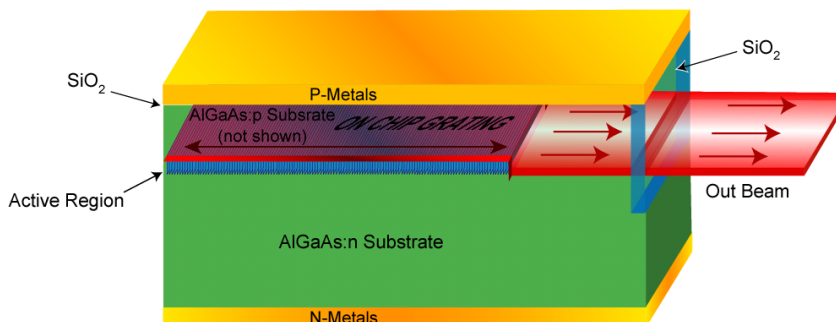 SiO2
SiO2
P-Metals
AlGaAs:p Subsrate
(not shown)
ON CHIP GRATING
Active Region
Out Beam
AlGaAs:n Substrate
N-Metals